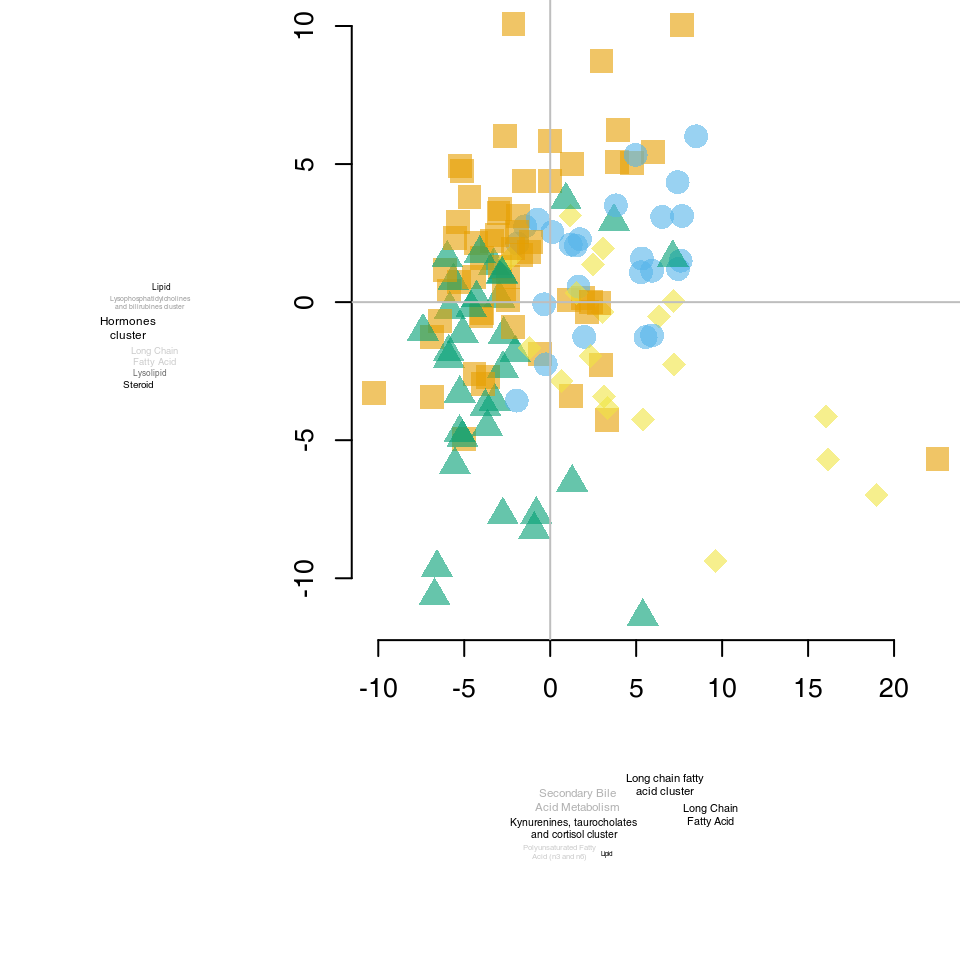 10
5
0
-5
-10
Lipid
Lysophosphatidylcholines
and bilirubines cluster
Hormones
cluster
Long Chain
Fatty Acid
Lysolipid
Steroid
-10 -5 0 5 10 15 20
Long chain fatty
acid cluster
Secondary Bile
Acid Metabolism
Long Chain
Fatty Acid
Kynurenines, taurocholates
and cortisol cluster
Polyunsaturated Fatty
Acid (n3 and n6)
Lipid